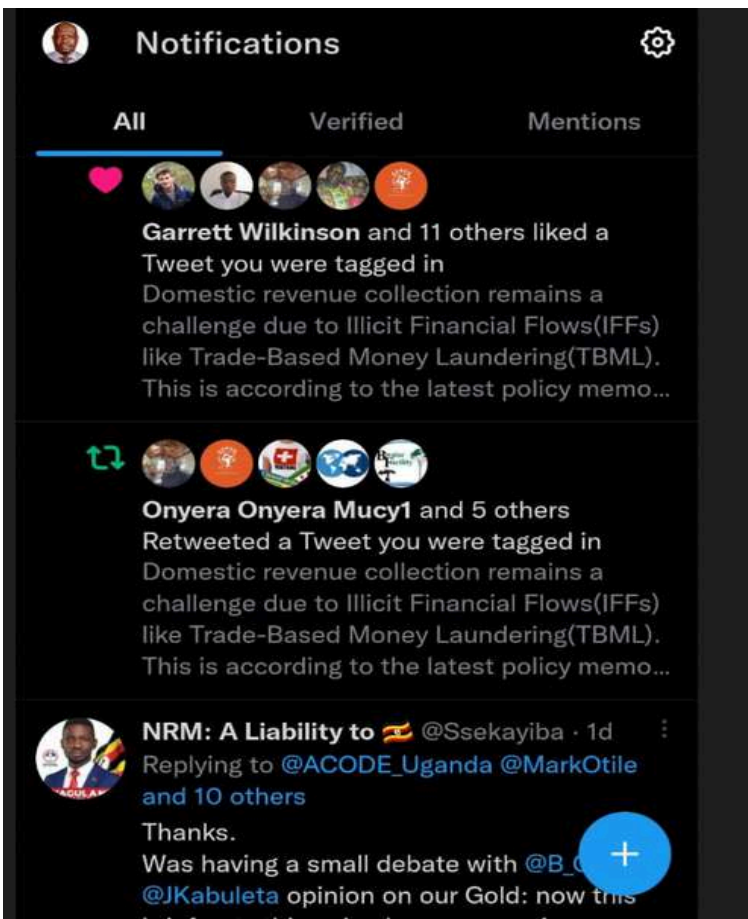 Notifications
All Verified Mentions
Garrett Wilkinson and 11 others liked a
Tweet you were tagged in
Domestic revenue collection remains a
challenge due to Illicit Financial Flows(IFFs)
like Trade-Based Money Laundering(TBML).
This is according to the latest policy memo...
Onyera Onyera Mucy1 and 5 others
Retweeted a Tweet you were tagged in
Domestic revenue collection remains a
challenge due to Illicit Financial Flows(IFFs)
like Trade-Based Money Laundering(TBML).
This is according to the latest policy memo...
NRM: A Liability to 🇺🇬 @Ssekayiba · 1d
Replying to @ACODE_Uganda @MarkOtile
and 10 others
Thanks.
Was having a small debate with
@JKabuleta opinion on our Gold: now this